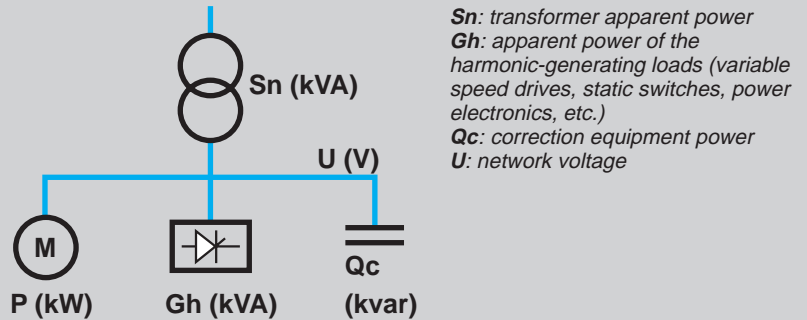 Sn (kVA)
U (V)
M
Qc
P (kW)
Gh (kVA)
(kvar)
Sn: transformer apparent power
Gh: apparent power of the
harmonic-generating loads (variable
speed drives, static switches, power
electronics, etc.)
Qc: correction equipment power
U: network voltage